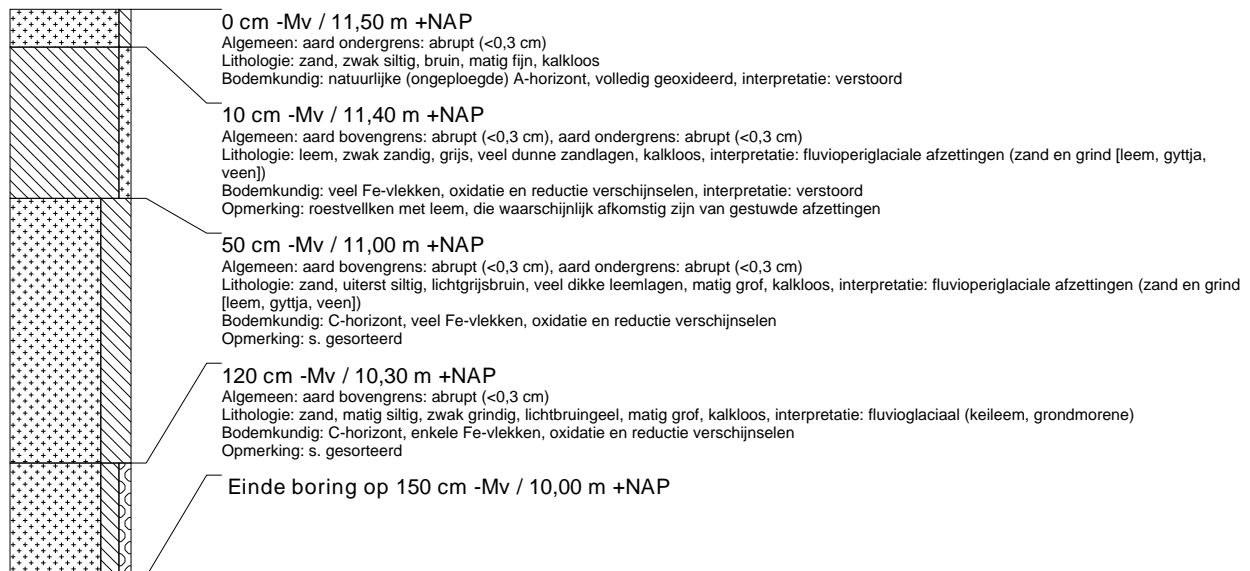 0 cm -Mv / 11,50 m +NAP
Algemeen: aard ondergrens: abrupt (<0,3 cm)
Lithologie: zand, zwak siltig, bruin, matig fijn, kalkloos
Bodemkundig: natuurlijke (ongeploegde) A-horizont, volledig geoxideerd, interpretatie: verstoord
10 cm -Mv / 11,40 m +NAP
Algemeen: aard bovengrens: abrupt (<0,3 cm), aard ondergrens: abrupt (<0,3 cm)
Lithologie: leem, zwak zandig, grijs, veel dunne zandlagen, kalkloos, interpretatie: fluvioperiglaciale afzettingen (zand en grind [leem, gyttja,
veen])
Bodemkundig: veel Fe-vlekken, oxidatie en reductie verschijnselen, interpretatie: verstoord
Opmerking: roestvellken met leem, die waarschijnlijk afkomstig zijn van gestuwde afzettingen
50 cm -Mv / 11,00 m +NAP
Algemeen: aard bovengrens: abrupt (<0,3 cm), aard ondergrens: abrupt (<0,3 cm)
Lithologie: zand, uiterst siltig, lichtgrijsbruin, veel dikke leemlagen, matig grof, kalkloos, interpretatie: fluvioperiglaciale afzettingen (zand en grind
[leem, gyttja, veen])
Bodemkundig: C-horizont, veel Fe-vlekken, oxidatie en reductie verschijnselen
Opmerking: s. gesorteerd
120 cm -Mv / 10,30 m +NAP
Algemeen: aard bovengrens: abrupt (<0,3 cm)
Lithologie: zand, matig siltig, zwak grindig, lichtbruingeel, matig grof, kalkloos, interpretatie: fluvioglaciaal (keileem, grondmorene)
Bodemkundig: C-horizont, enkele Fe-vlekken, oxidatie en reductie verschijnselen
Opmerking: s. gesorteerd
Einde boring op 150 cm -Mv / 10,00 m +NAP